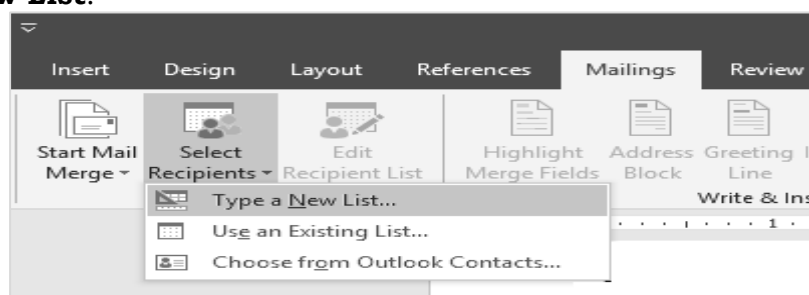 w List.
Insert Design Layout References Mailings Review
Start Mail Select Edit Highlight Address Greeting
Merge Recipients Recipient List Merge Fields Block Line
Type a New List... Write & Ins
Use an Existing List... 1
Choose from Outlook Contacts...